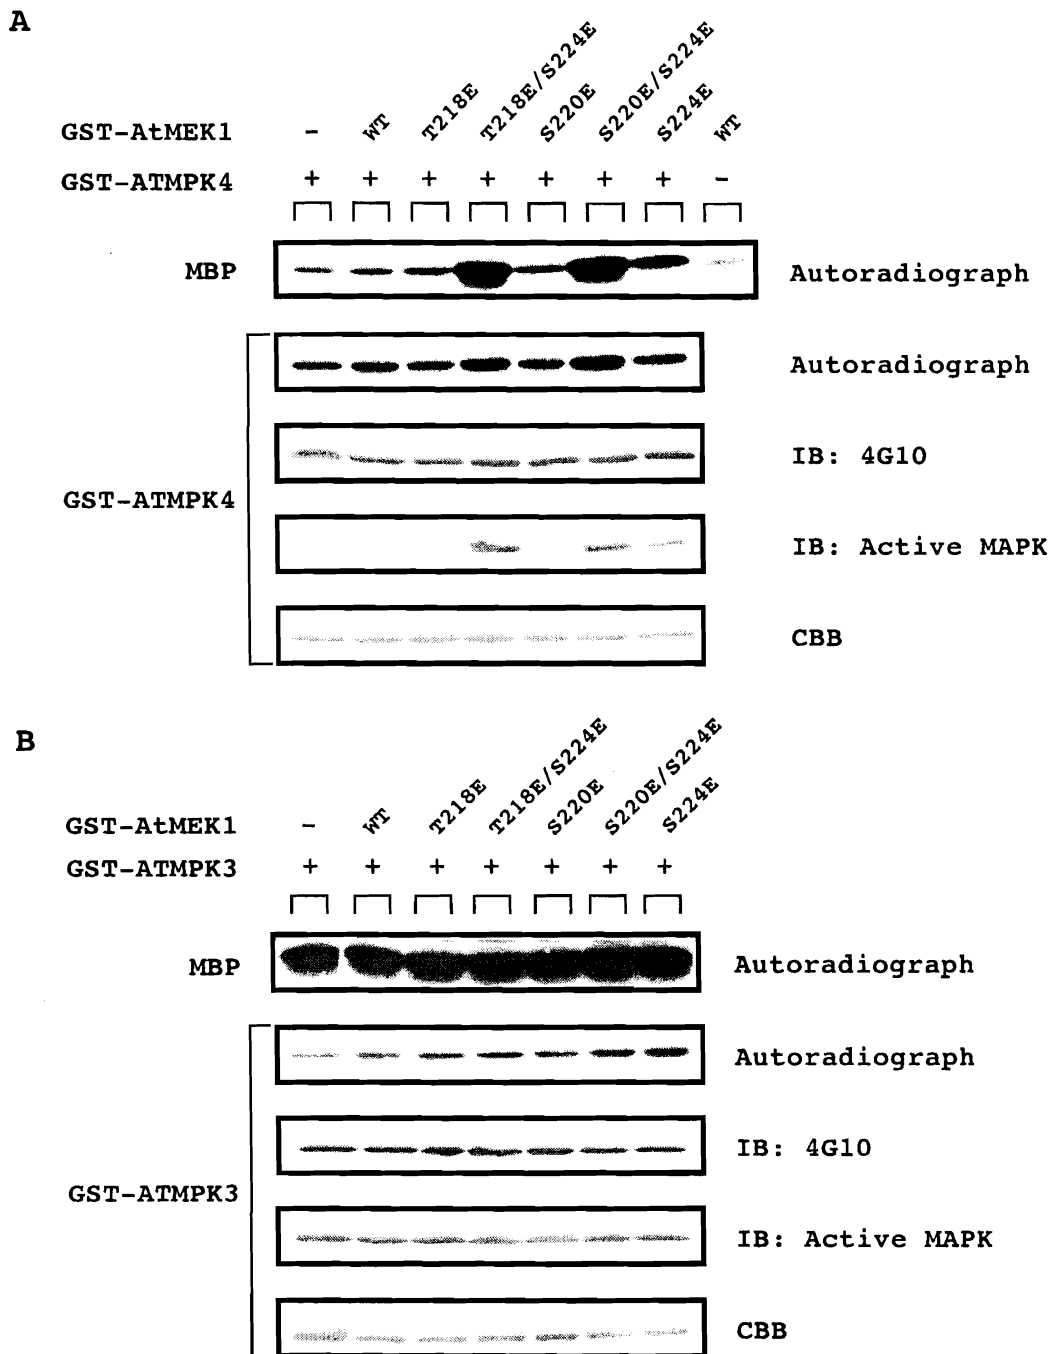 A
GST-AtMEK1 - WT T218E T218E/S224E S220E S220E/S224E S224E WT
GST-ATMPK4 + + + + + + + -
MBP Autoradiograph
Autoradiograph
IB: 4G10
GST-ATMPK4
IB: Active MAPK
CBB
B
GST-AtMEK1 - WT T218E T218E/S224E S220E S220E/S224E S224E
GST-ATMPK3 + + + + + + +
MBP Autoradiograph
Autoradiograph
IB: 4G10
GST-ATMPK3
IB: Active MAPK
CBB